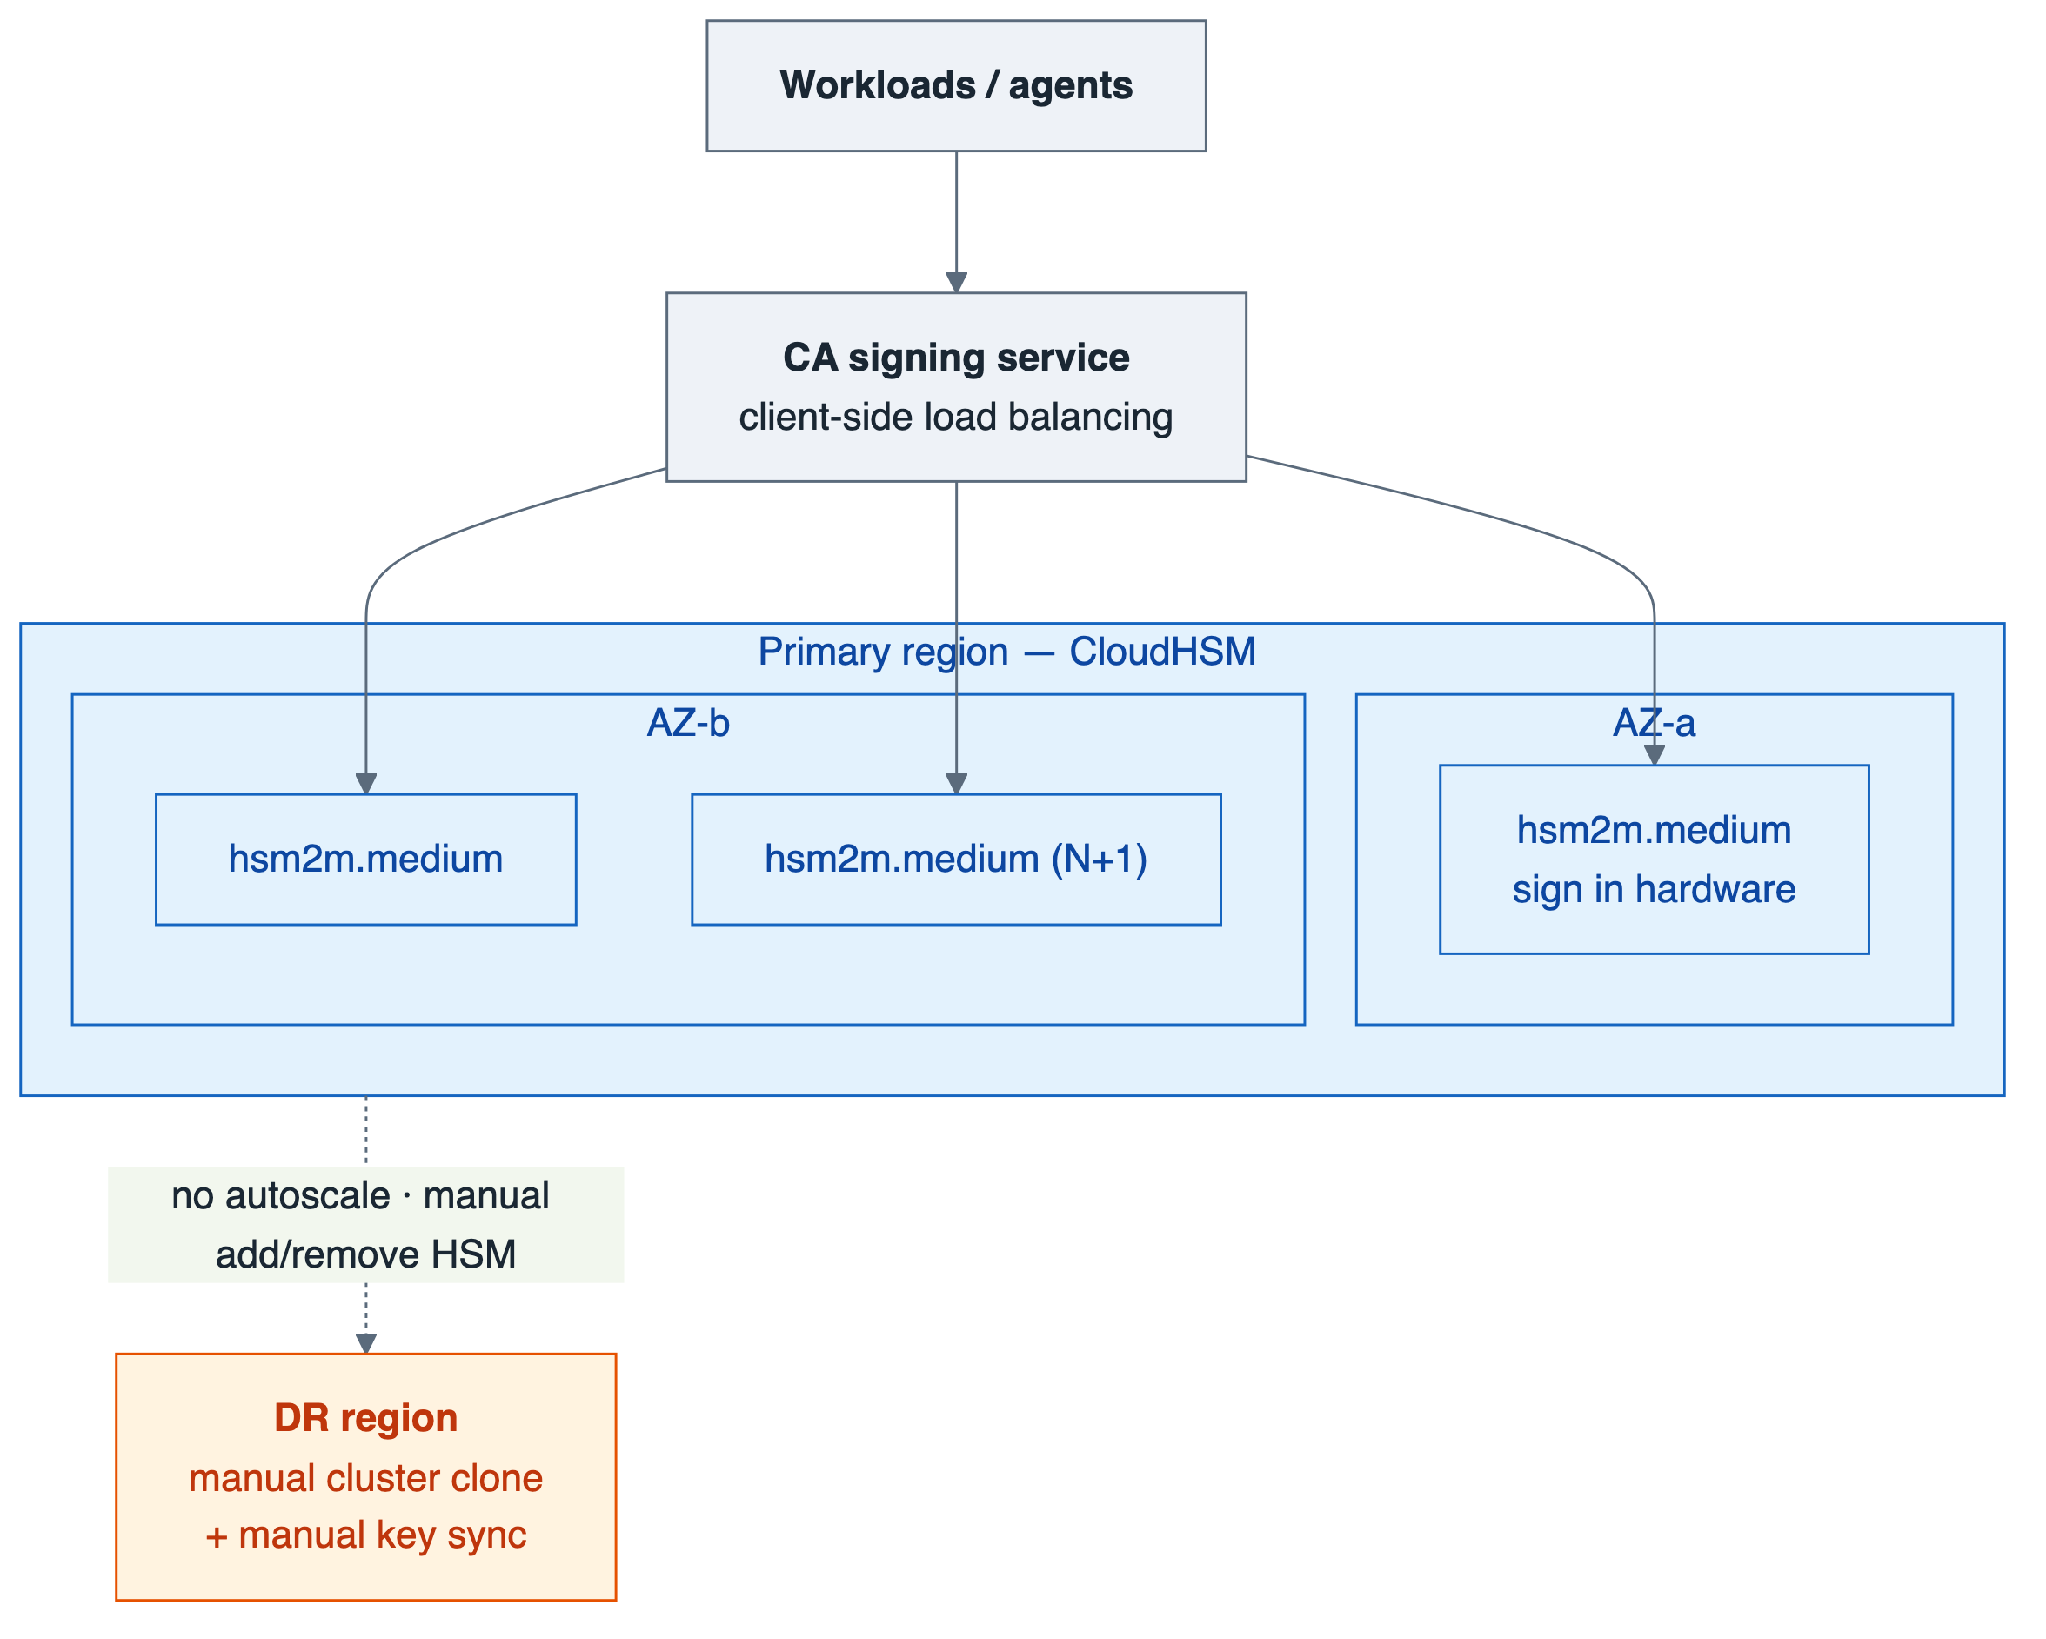 Workloads / agents
CA signing service
client-side load balancing
Primary region — CloudHSM
AZ-b
AZ-a
hsm2m.medium
hsm2m.medium (N+1)
hsm2m.medium
sign in hardware
no autoscale · manual
add/remove HSM
DR region
manual cluster clone
+ manual key sync